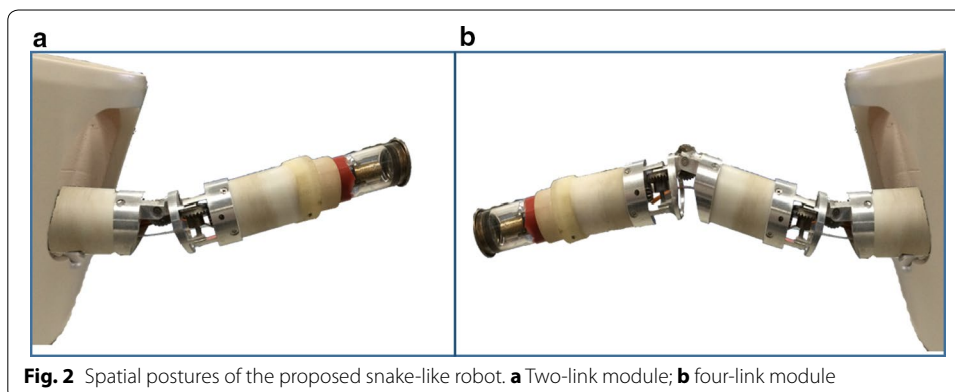 a
b
Fig. 2 Spatial postures of the proposed snake-like robot. a Two-link module; b four-link module